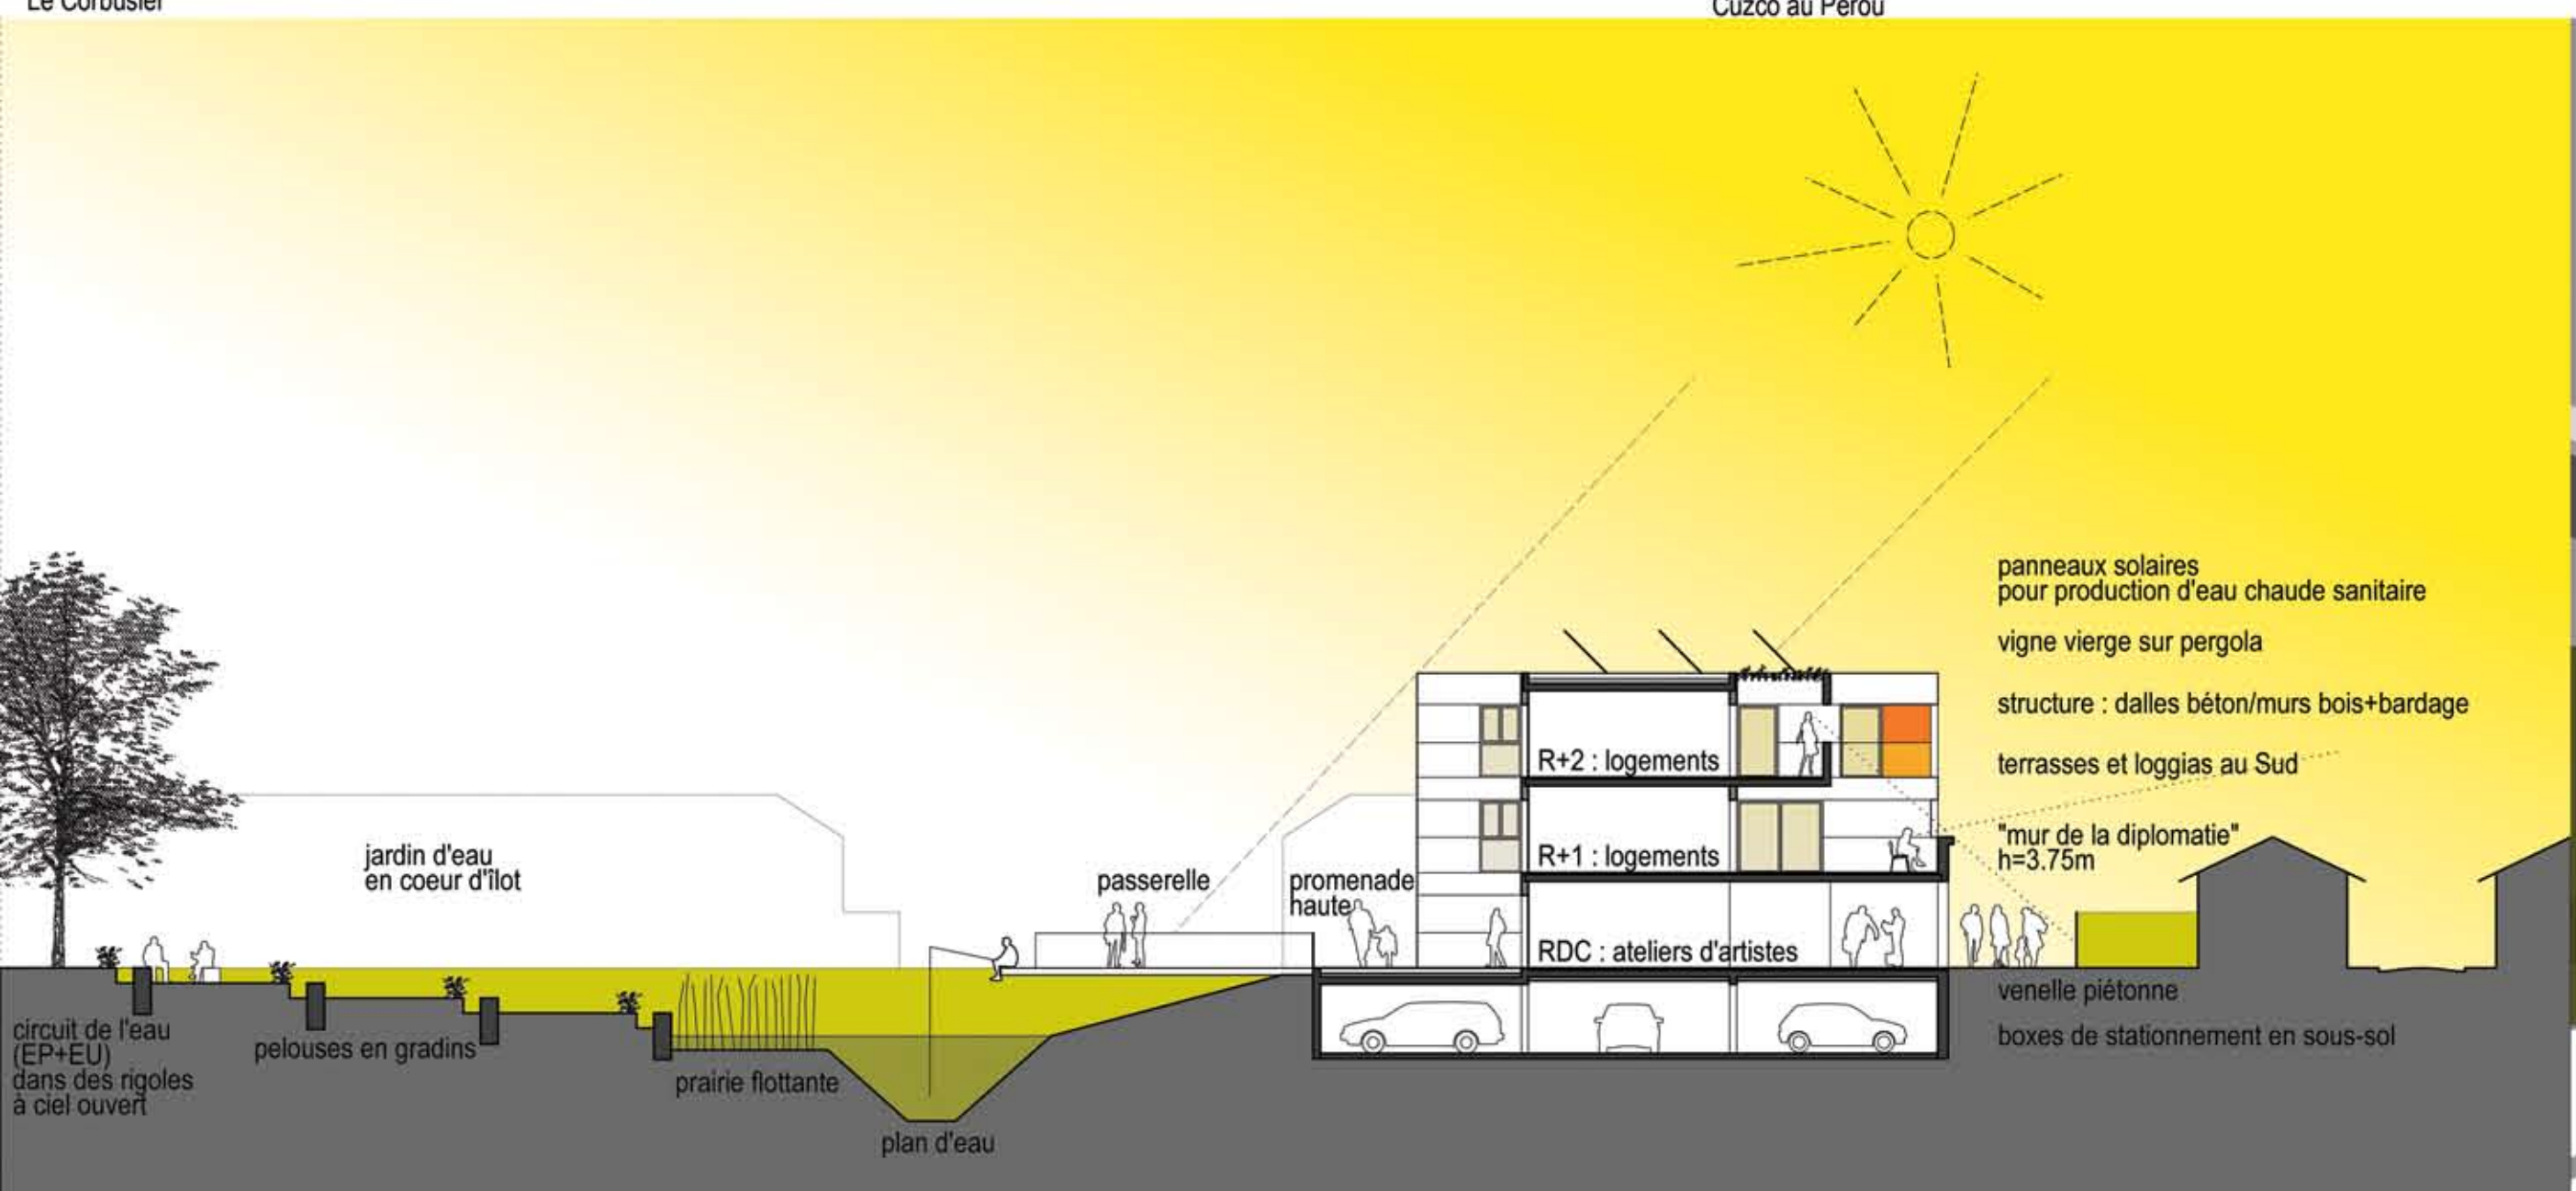 Le Corbusier
Cuzco au Pérou
panneaux solaires
pour production d'eau chaude sanitaire
vigne vierge sur pergola
structure : dalles béton/murs bois+bardage
terrasses et loggias au Sud
"mur de la diplomatie"
h=3.75m
R+2 : logements
R+1 : logements
RDC : ateliers d'artistes
jardin d'eau
en coeur d'îlot
passerelle
promenade
haute
circuit de l'eau
(EP+EU)
dans des rigoles
à ciel ouvert
pelouses en gradins
prairie flottante
plan d'eau
venelle piétonne
boxes de stationnement en sous-sol